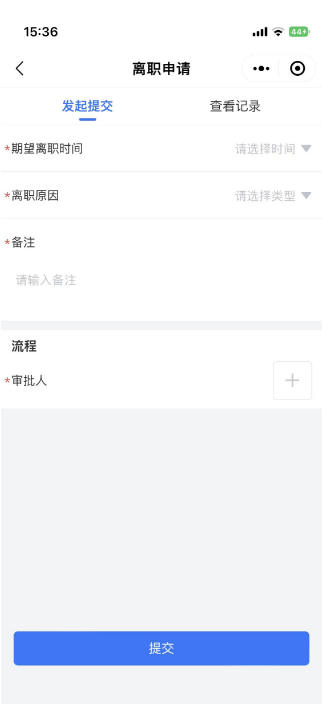 15:36
44+
离职申请
发起提交
查看记录
*期望离职时间
请选择时间
*离职原因
请选择类型
*备注
请输入备注
流程
*审批人
提交